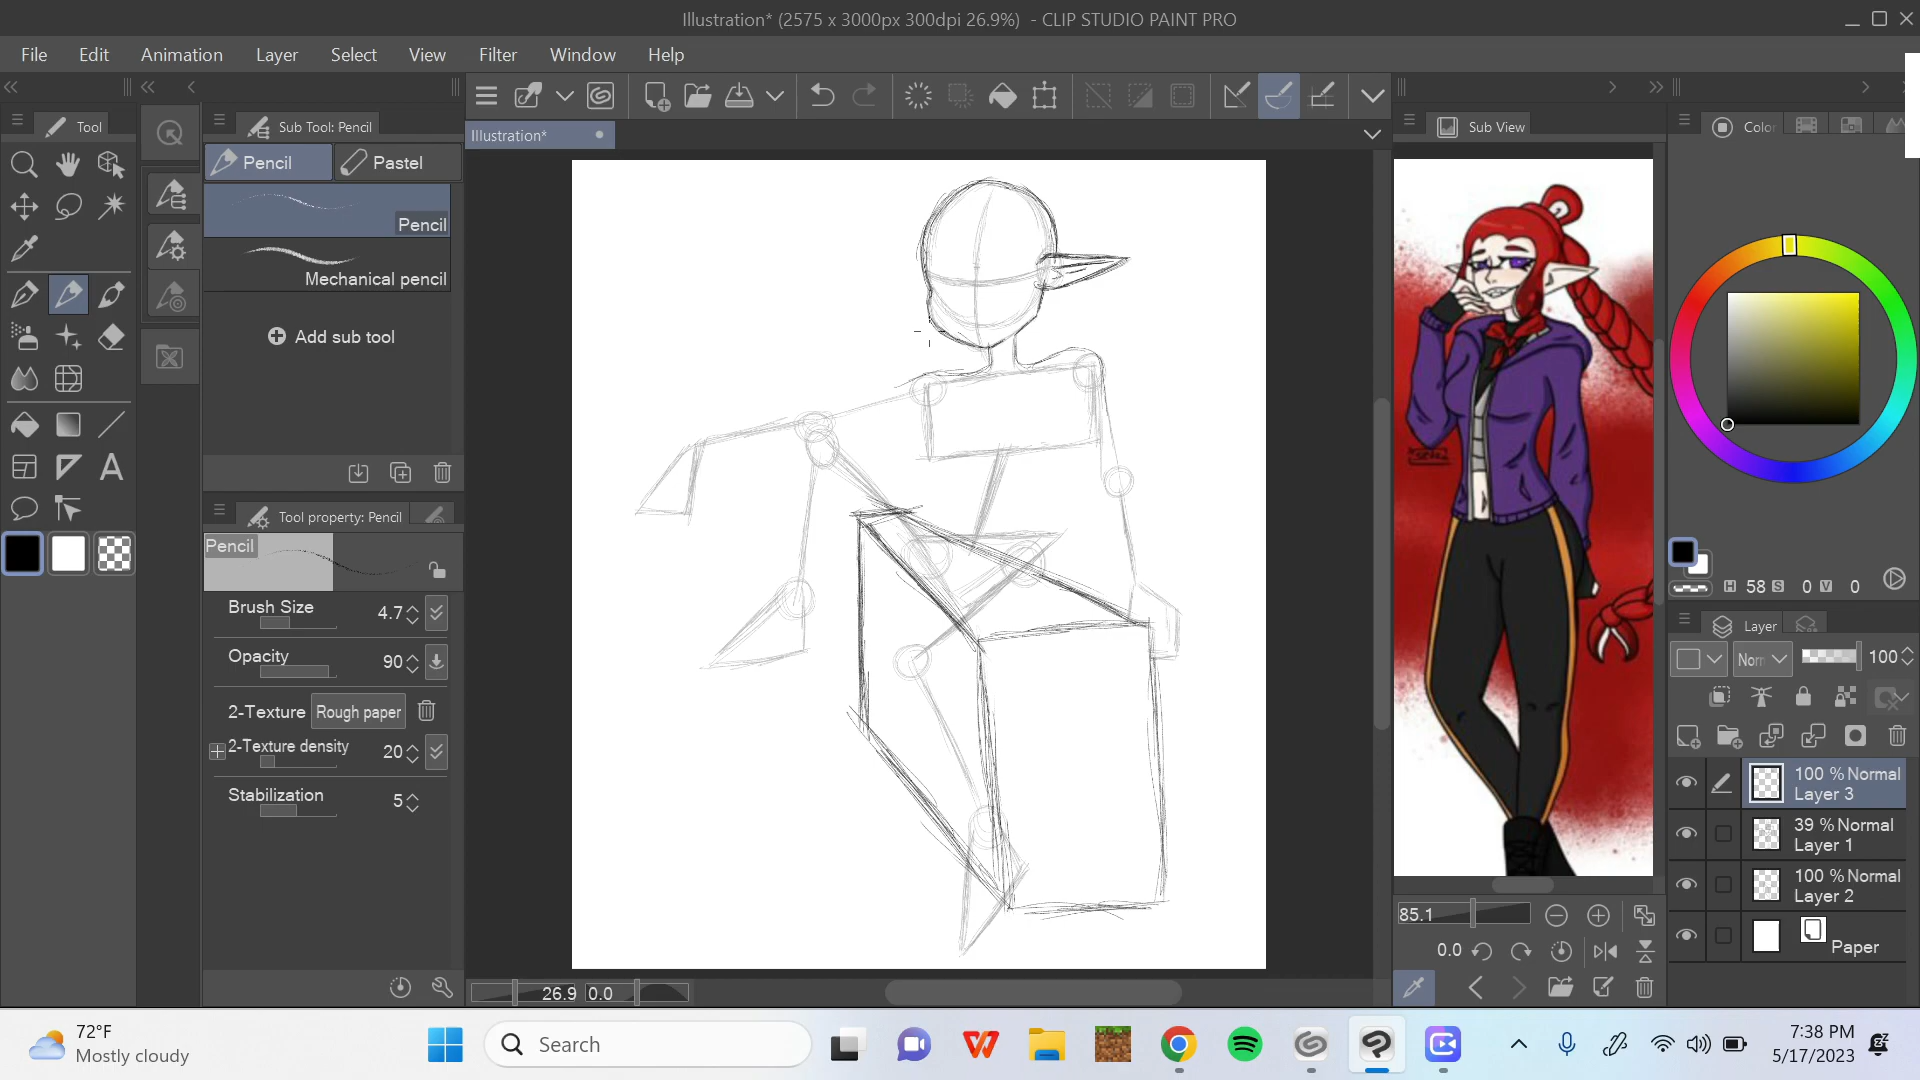 Illustration* (2575 x 3000px 300dpi 26.9%) - CLIP STUDIO PAINT PRO
File Edit Animation Layer Select View Filter Window Help
Tool
Sub Tool: Pencil
Illustration*
Sub View
Color
Pencil
Pastel
Pencil
Mechanical pencil
Add sub tool
Tool property: Pencil
Pencil
Brush Size 4.7
Opacity 90
2-Texture Rough paper
2-Texture density 20
Stabilization 5
26.9 0.0
85.1
0.0
H 58 S 0 V 0
Layer
Norm 100
100 % Normal
Layer 3
39 % Normal
Layer 1
100 % Normal
Layer 2
Paper
72°F
Mostly cloudy
Search
7:38 PM
5/17/2023